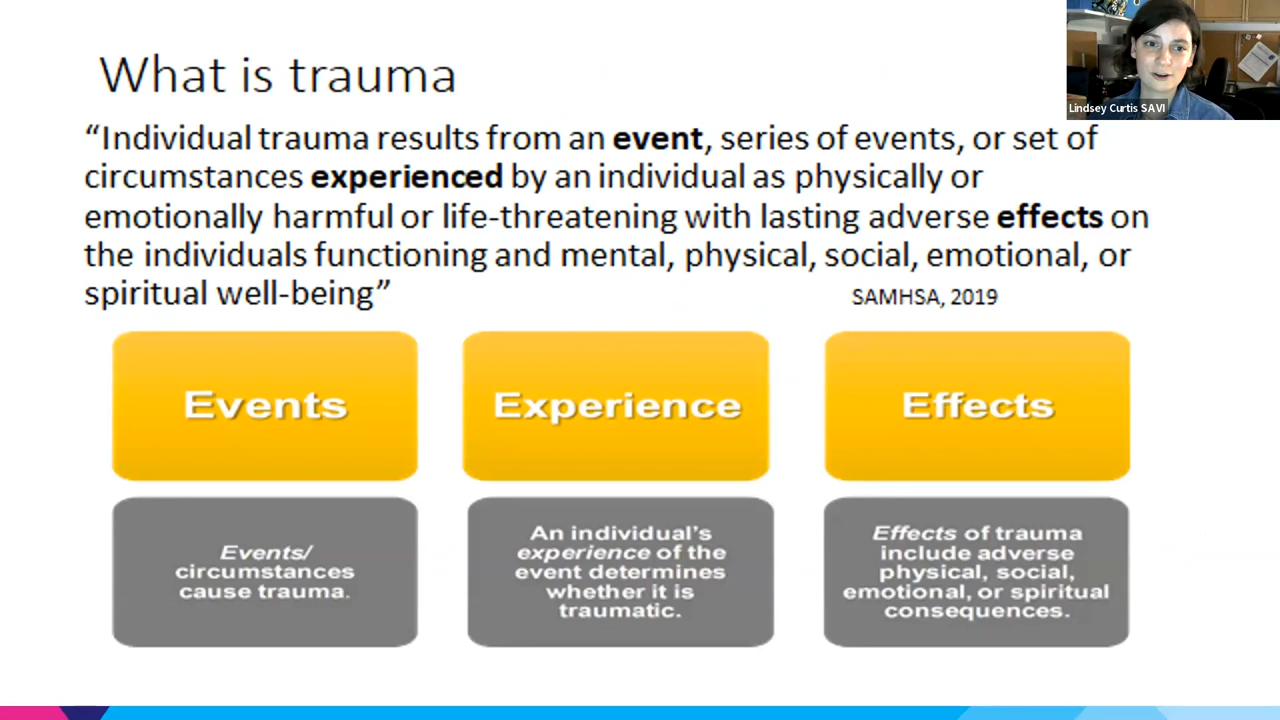 What is trauma
Lindsey Curtis SAVI
“Individual trauma results from an event, series of events, or set of
circumstances experienced by an individual as physically or
emotionally harmful or life-threatening with lasting adverse effects on
the individuals functioning and mental, physical, social, emotional, or
spiritual well-being”
SAMHSA, 2019
Events
Experience
Effects
Events/
circumstances
cause trauma.
An individual’s
experience of the
event determines
whether it is
traumatic.
Effects of trauma
include adverse
physical, social,
emotional, or spiritual
consequences.